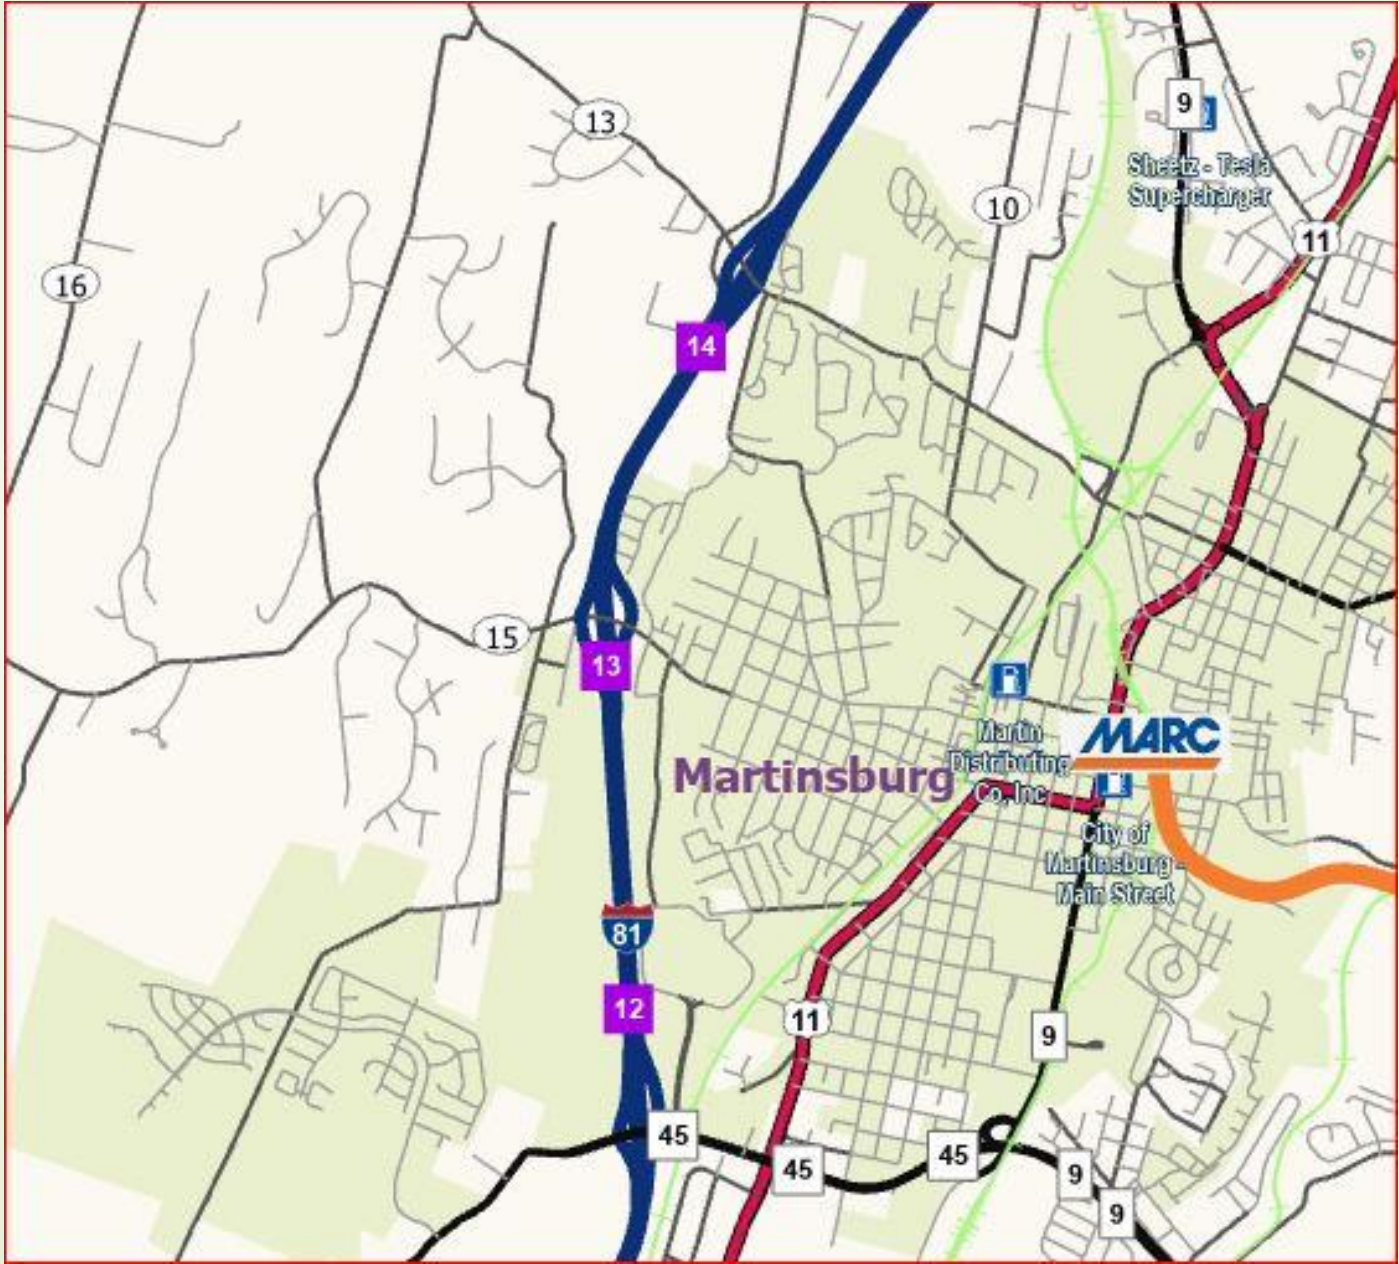 9
Sheetz - Tesla
Supercharger
13
10
11
16
14
15
13
Martin
Distributing
Co, Inc
MARC
Martinsburg
City of
Martinsburg -
Main Street
81
12
11
9
45
45
45
9
9